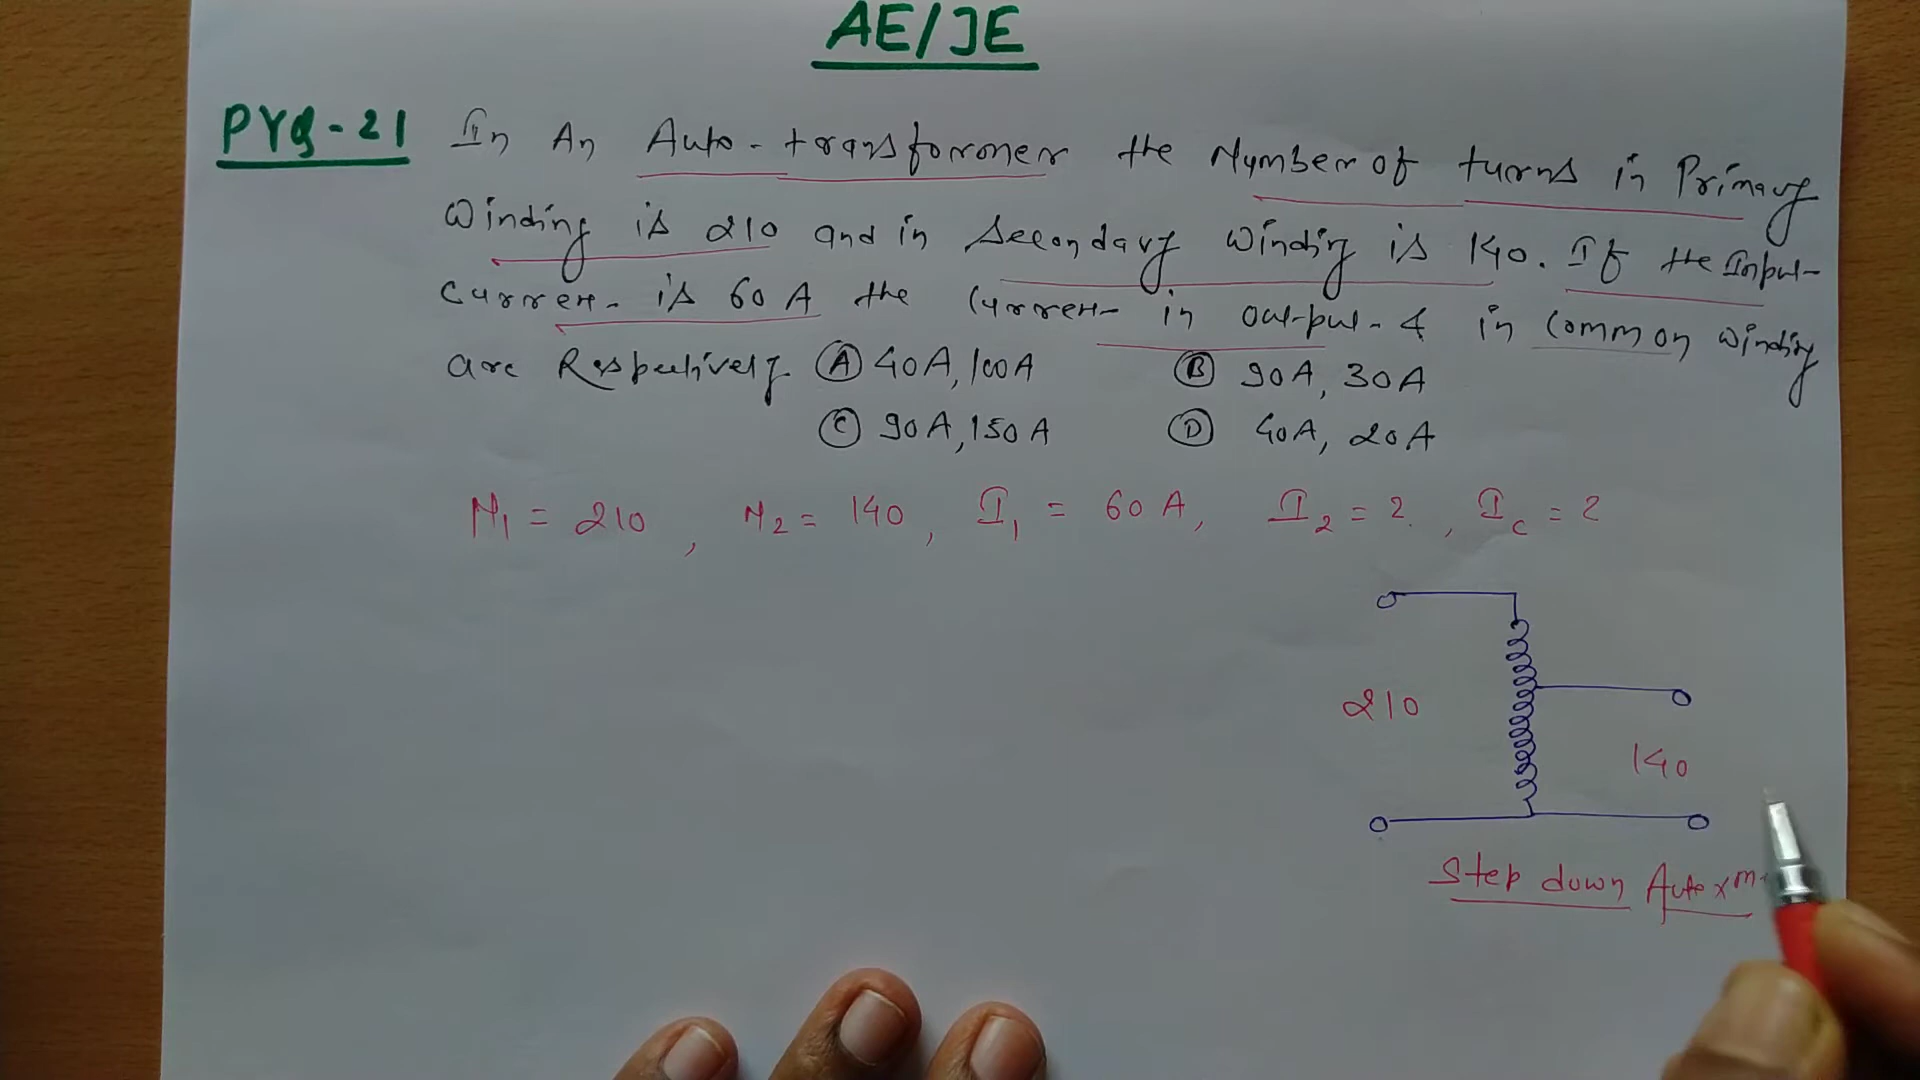 AE/JE
PYQ-21 In An Auto-transformer the Number of turns in Primary
Winding is 210 and in Secondary Winding is 140. If the Input
Current is 60 A the Current in output & in Common Winding
are Respectively (A) 40A, 100A (B) 90A, 30A
(C) 90A, 150A (D) 40A, 20A
N1 = 210, N2 = 140, I1 = 60 A, I2 = ?, Ic = ?
210
140
Step down Auto xm